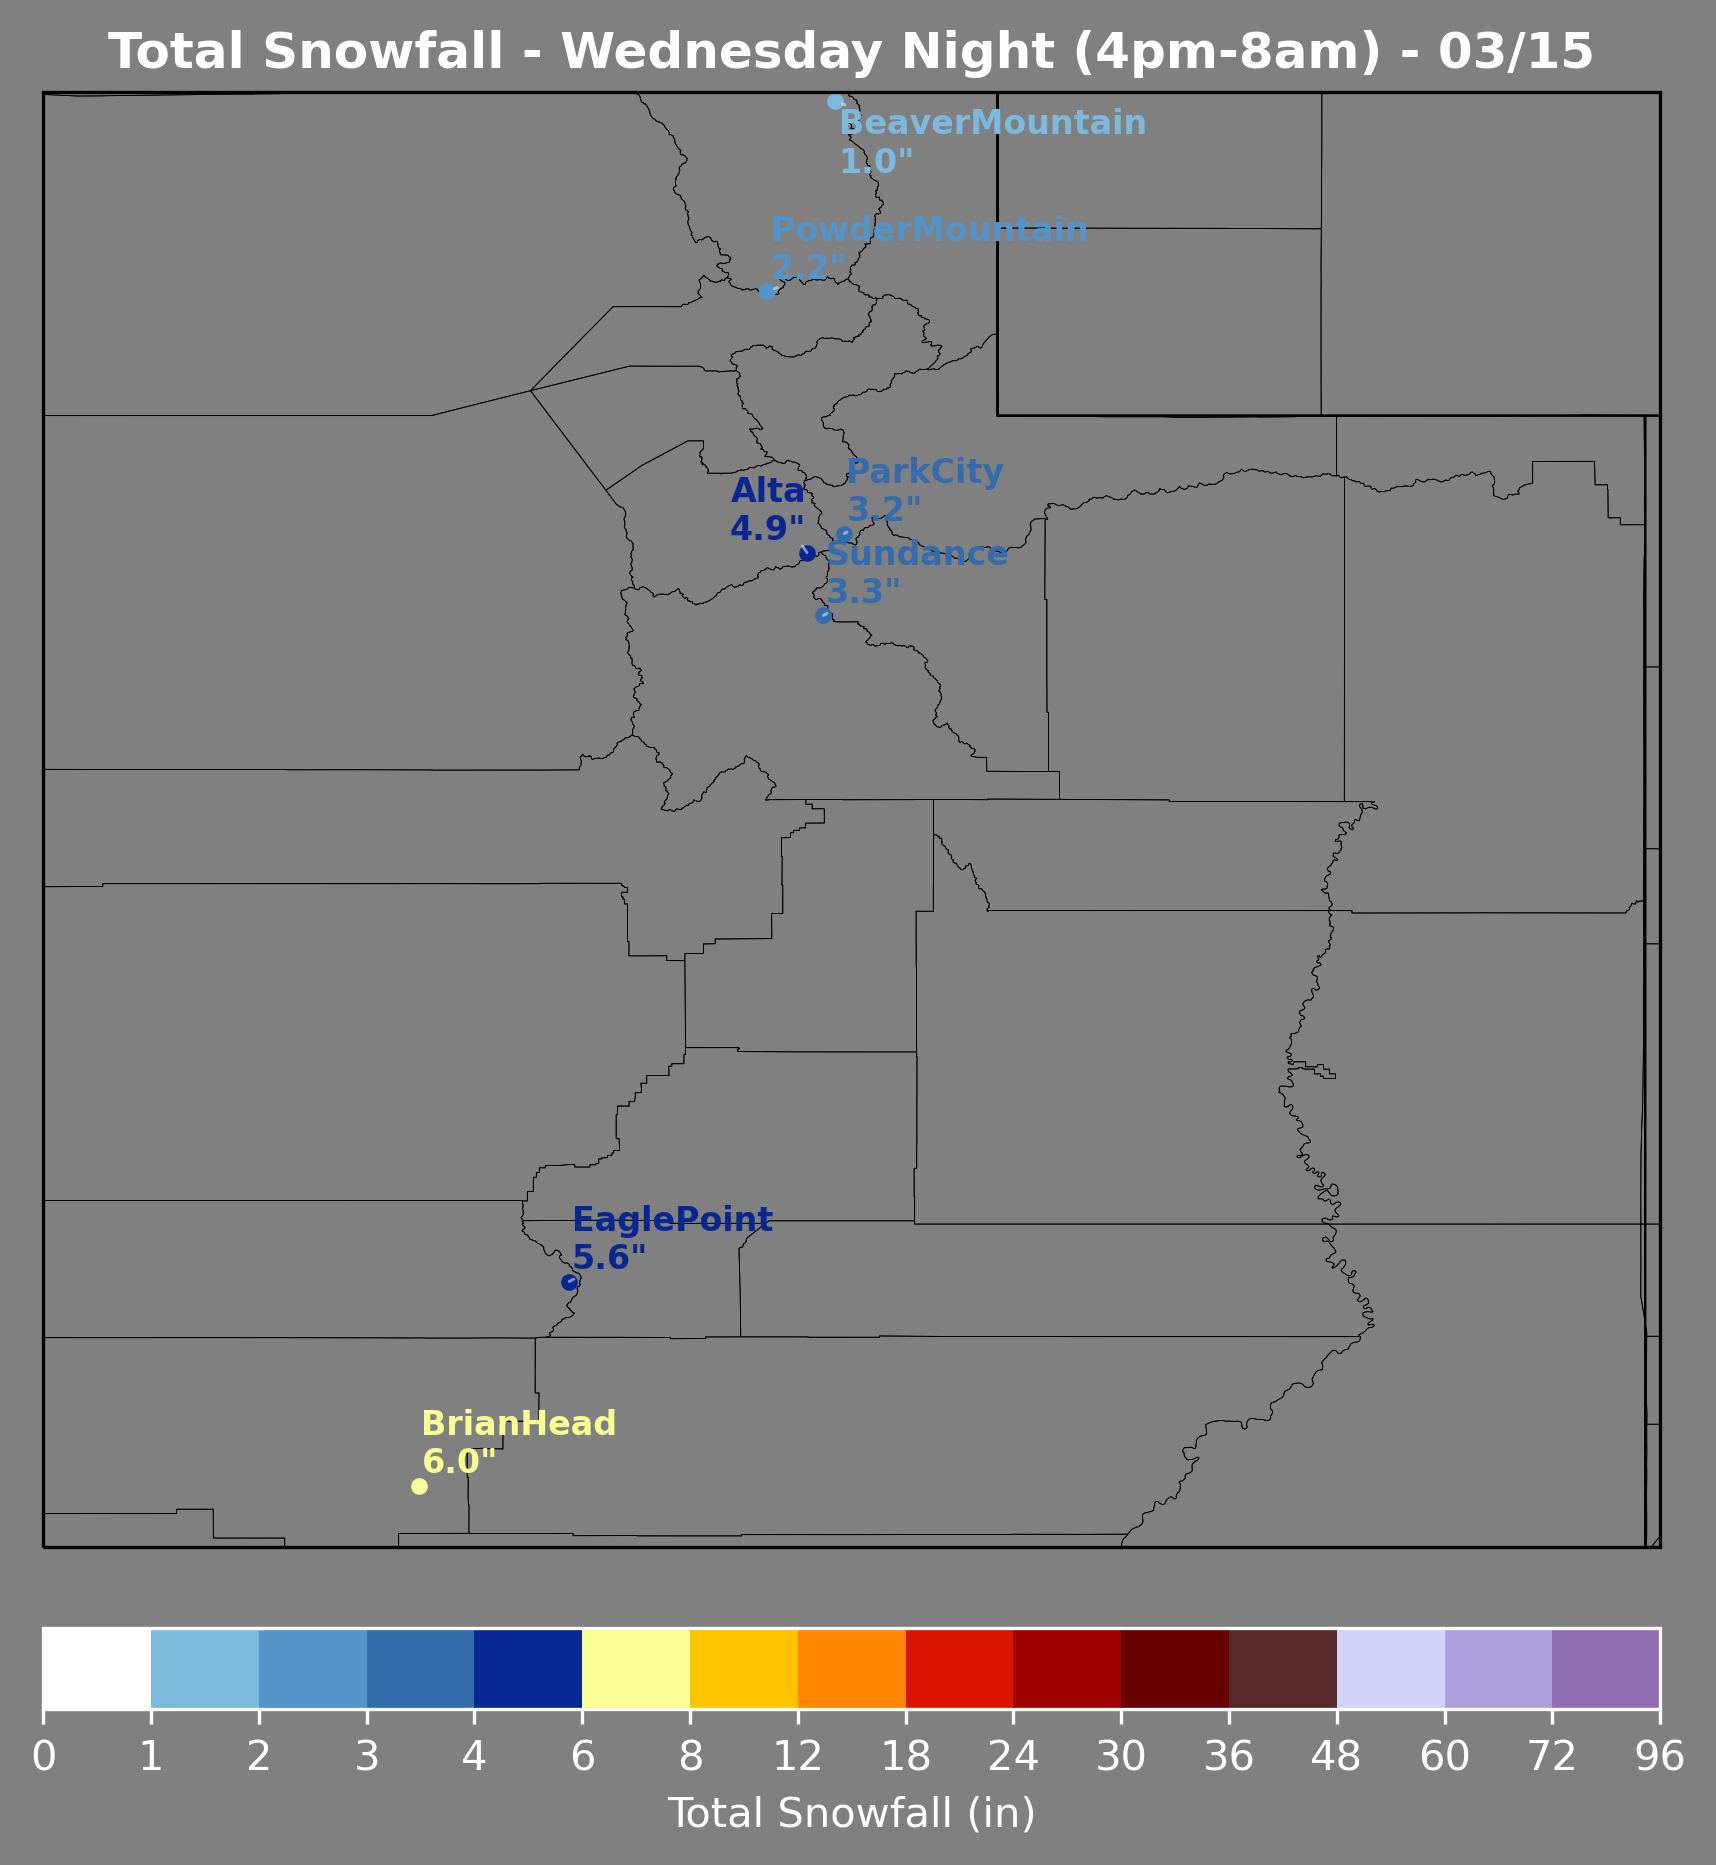 Total Snowfall - Wednesday Night (4pm-8am) - 03/15
BeaverMountain
1.0"
PowderMountain
2.2"
ParkCity
3.2"
Alta
4.9"
Sundance
3.3"
EaglePoint
5.6"
BrianHead
6.0"
0 1 2 3 4 6 8 12 18 24 30 36 48 60 72 96
Total Snowfall (in)